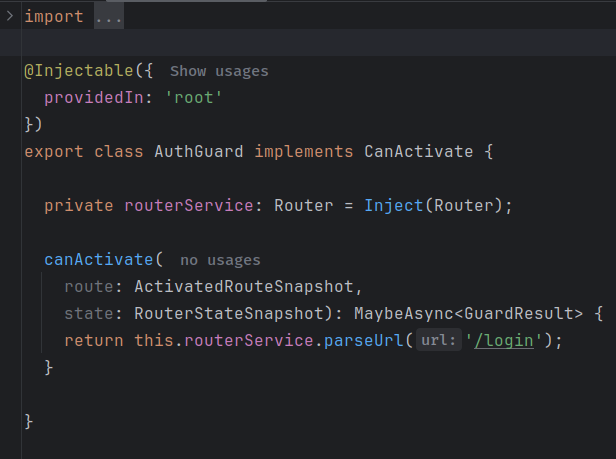 import ...
@Injectable({ Show usages
  providedIn: 'root'
})
export class AuthGuard implements CanActivate {
  private routerService: Router = Inject(Router);
  canActivate( no usages
    route: ActivatedRouteSnapshot,
    state: RouterStateSnapshot): MaybeAsync<GuardResult> {
    return this.routerService.parseUrl( url: '/login');
  }
}